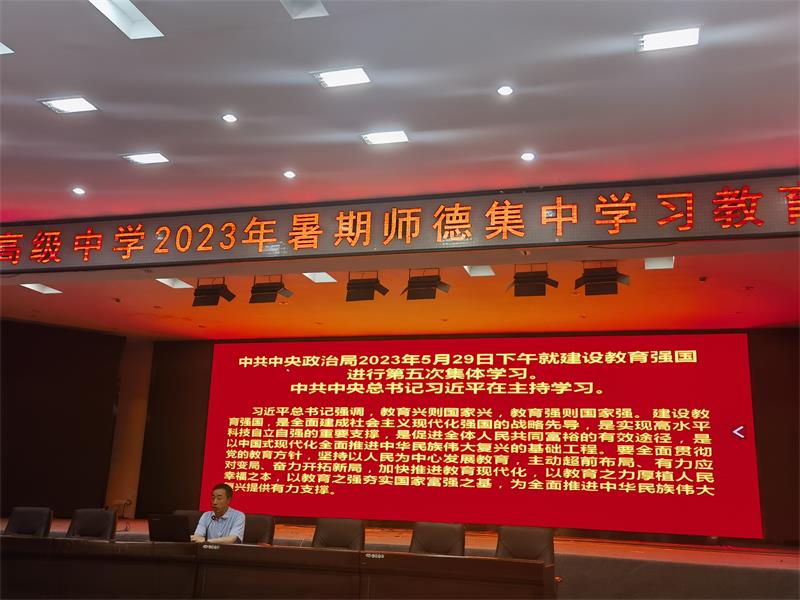 高级中学2023年暑期师德集中学习教育
中共中央政治局2023年5月29日下午就建设教育强国
进行第五次集体学习。
中共中央总书记习近平在主持学习。
习近平总书记强调，教育兴则国家兴，教育强则国家强。建设教
育强国，是全面建成社会主义现代化强国的战略先导，是实现高水平
科技自立自强的重要支撑，是促进全体人民共同富裕的有效途径，是
以中国式现代化全面推进中华民族伟大复兴的基础工程。要全面贯彻
党的教育方针，坚持以人民为中心发展教育，主动超前布局、有力应
对变局、奋力开拓新局，加快推进教育现代化，以教育之力厚植人民
幸福之本，以教育之强夯实国家富强之基，为全面推进中华民族伟大
兴提供有力支撑。